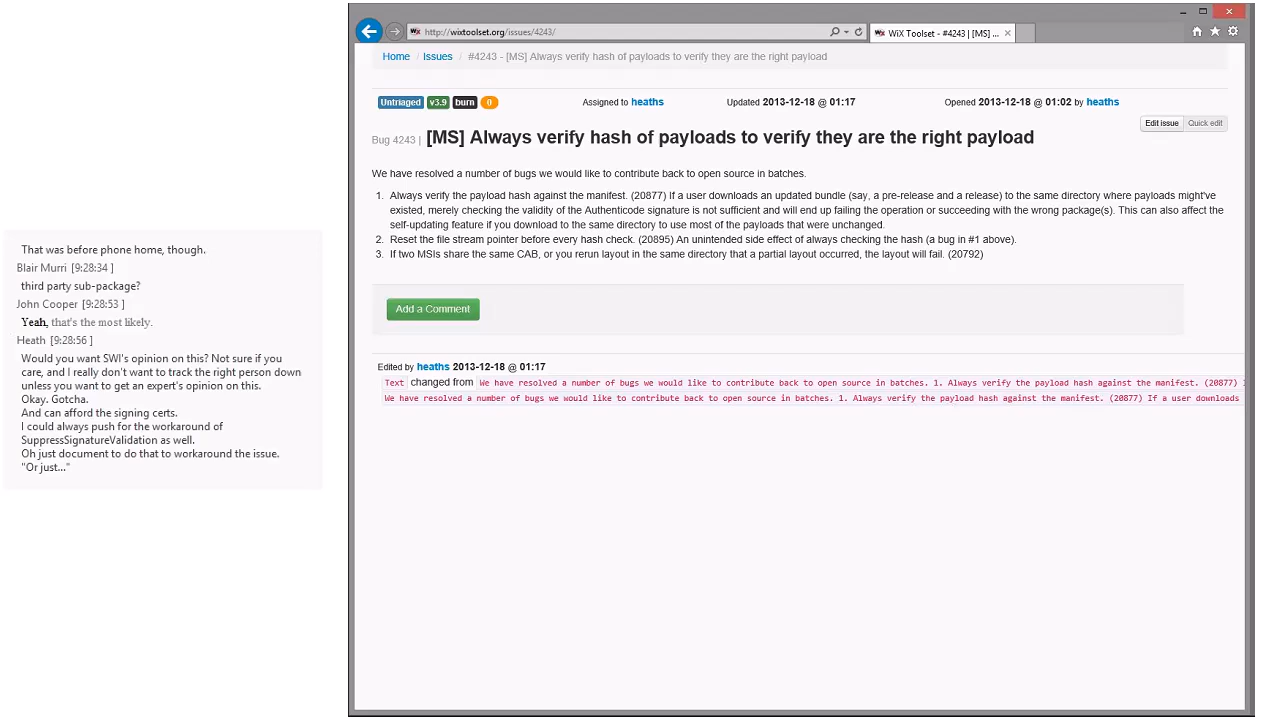 That was before phone home, though.
Blair Murri [9:28:34 ]
third party sub-package?
John Cooper [9:28:53 ]
Yeah, that's the most likely.
Heath [9:28:56 ]
Would you want SWI's opinion on this? Not sure if you
care, and I really don't want to track the right person down
unless you want to get an expert's opinion on this.
Okay. Gotcha.
And can afford the signing certs.
I could always push for the workaround of
SuppressSignatureValidation as well.
Oh just document to do that to workaround the issue.
"Or just..."
http://wixtoolset.org/issues/4243/
WiX Toolset - #4243 | [MS] ...
Home / Issues / #4243 - [MS] Always verify hash of payloads to verify they are the right payload
Untriaged v3.9 burn 0 Assigned to heaths Updated 2013-12-18 @ 01:17 Opened 2013-12-18 @ 01:02 by heaths
Edit issue Quick edit
Bug 4243 | [MS] Always verify hash of payloads to verify they are the right payload
We have resolved a number of bugs we would like to contribute back to open source in batches.
1. Always verify the payload hash against the manifest. (20877) If a user downloads an updated bundle (say, a pre-release and a release) to the same directory where payloads might've
existed, merely checking the validity of the Authenticode signature is not sufficient and will end up failing the operation or succeeding with the wrong package(s). This can also affect the
self-updating feature if you download to the same directory to use most of the payloads that were unchanged.
2. Reset the file stream pointer before every hash check. (20895) An unintended side effect of always checking the hash (a bug in #1 above).
3. If two MSIs share the same CAB, or you rerun layout in the same directory that a partial layout occurred, the layout will fail. (20792)
Add a Comment
Edited by heaths 2013-12-18 @ 01:17
Text changed from We have resolved a number of bugs we would like to contribute back to open source in batches. 1. Always verify the payload hash against the manifest. (20877)
We have resolved a number of bugs we would like to contribute back to open source in batches. 1. Always verify the payload hash against the manifest. (20877) If a user downloads